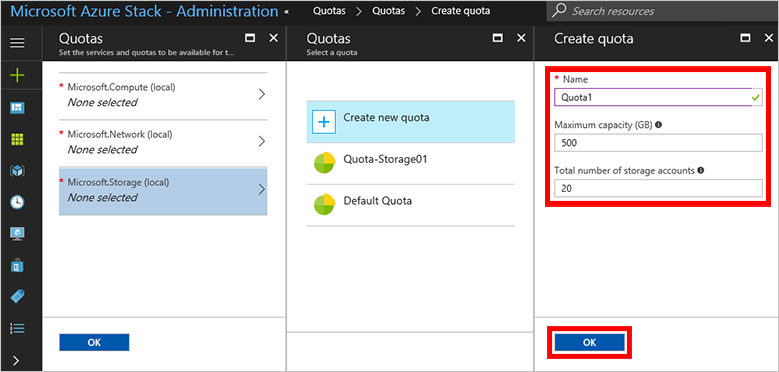 Microsoft Azure Stack - Administration «
Quotas > Quotas > Create quota
Search resources
Quotas
Set the services and quotas to be available for t...
* Microsoft.Compute (local)
None selected
* Microsoft.Network (local)
None selected
* Microsoft.Storage (local)
None selected
OK
Quotas
Select a quota
Create new quota
Quota-Storage01
Default Quota
Create quota
* Name
Quota1
Maximum capacity (GB)
500
Total number of storage accounts
20
OK